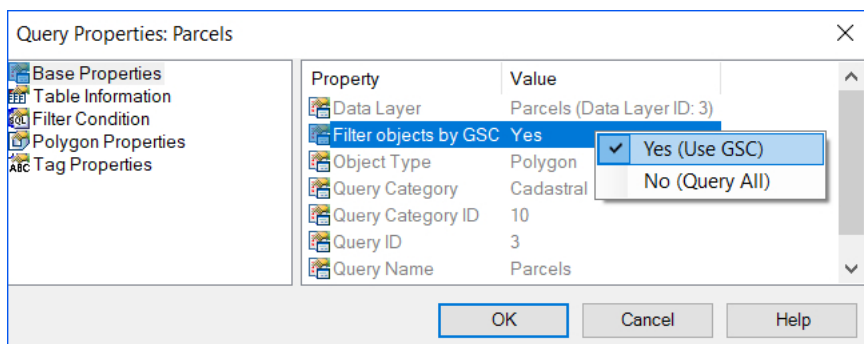 Query Properties: Parcels
Base Properties
Table Information
Filter Condition
Polygon Properties
Tag Properties
Property Value
Data Layer Parcels (Data Layer ID: 3)
Filter objects by GSC Yes
Object Type Polygon
Query Category Cadastral
Query Category ID 10
Query ID 3
Query Name Parcels
Yes (Use GSC)
No (Query All)
OK Cancel Help